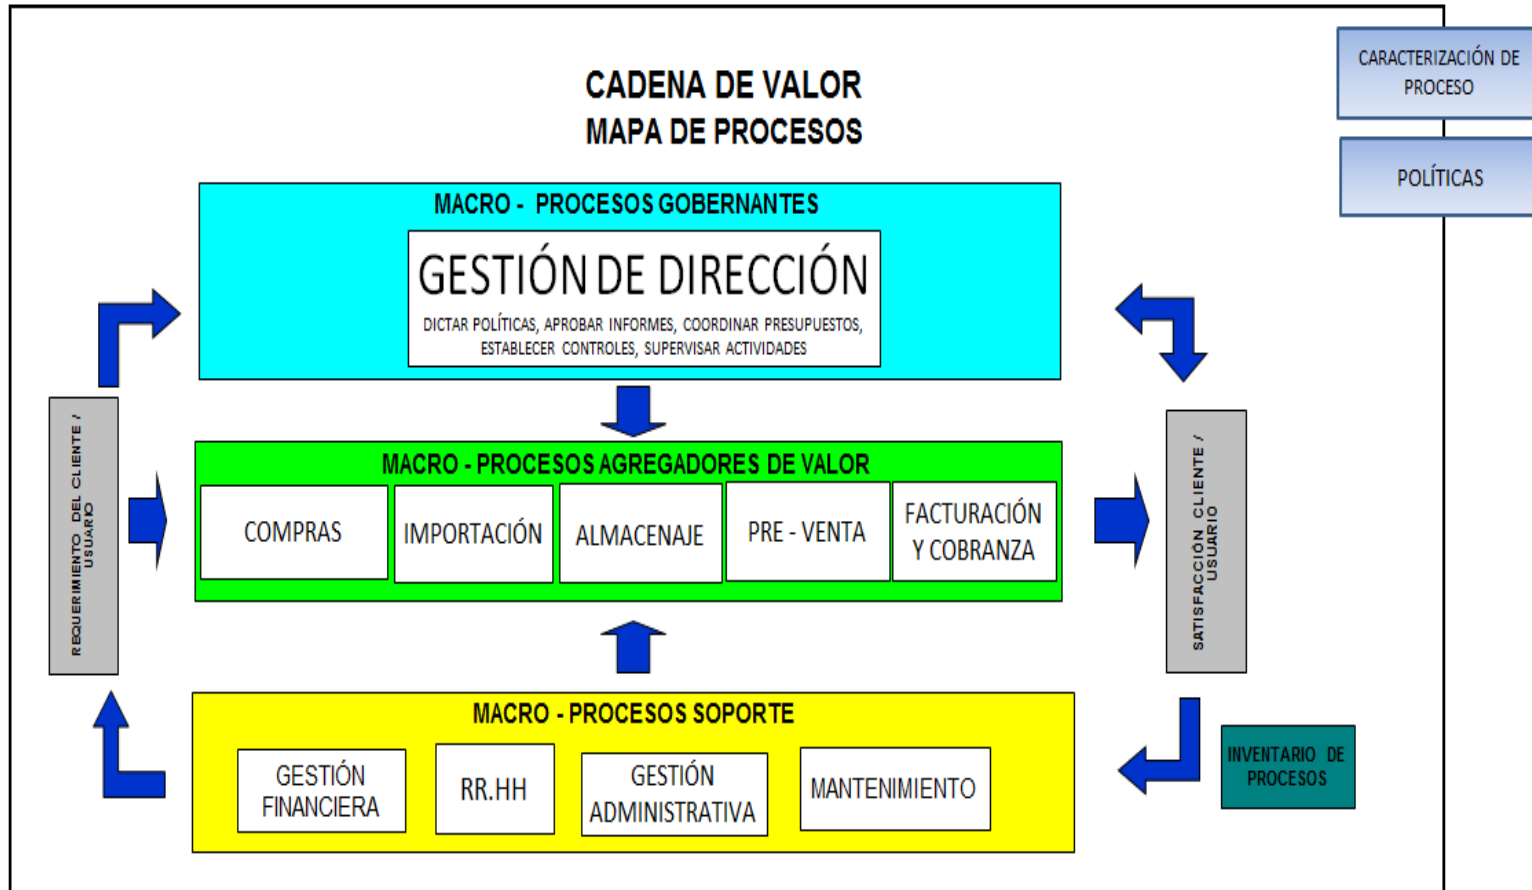 CADENA DE VALOR
MAPA DE PROCESOS
CARACTERIZACIÓN DE
PROCESO
POLÍTICAS
MACRO - PROCESOS GOBERNANTES
GESTIÓN DE DIRECCIÓN
DICTAR POLÍTICAS, APROBAR INFORMES, COORDINAR PRESUPUESTOS,
ESTABLECER CONTROLES, SUPERVISAR ACTIVIDADES
REQUERIMIENTO DEL CLIENTE /
USUARIO
MACRO - PROCESOS AGREGADORES DE VALOR
COMPRAS
IMPORTACIÓN
ALMACENAJE
PRE - VENTA
FACTURACIÓN
Y COBRANZA
SATISFACCIÓN CLIENTE /
USUARIO
MACRO - PROCESOS SOPORTE
GESTIÓN
FINANCIERA
RR.HH
GESTIÓN
ADMINISTRATIVA
MANTENIMIENTO
INVENTARIO DE
PROCESOS